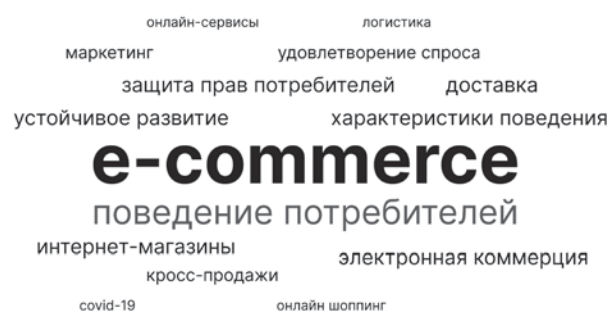 онлайн-сервисы логистика
маркетинг удовлетворение спроса
защита прав потребителей доставка
устойчивое развитие характеристики поведения
e-commerce
поведение потребителей
интернет-магазины электронная коммерция
кросс-продажи
covid-19 онлайн шоппинг